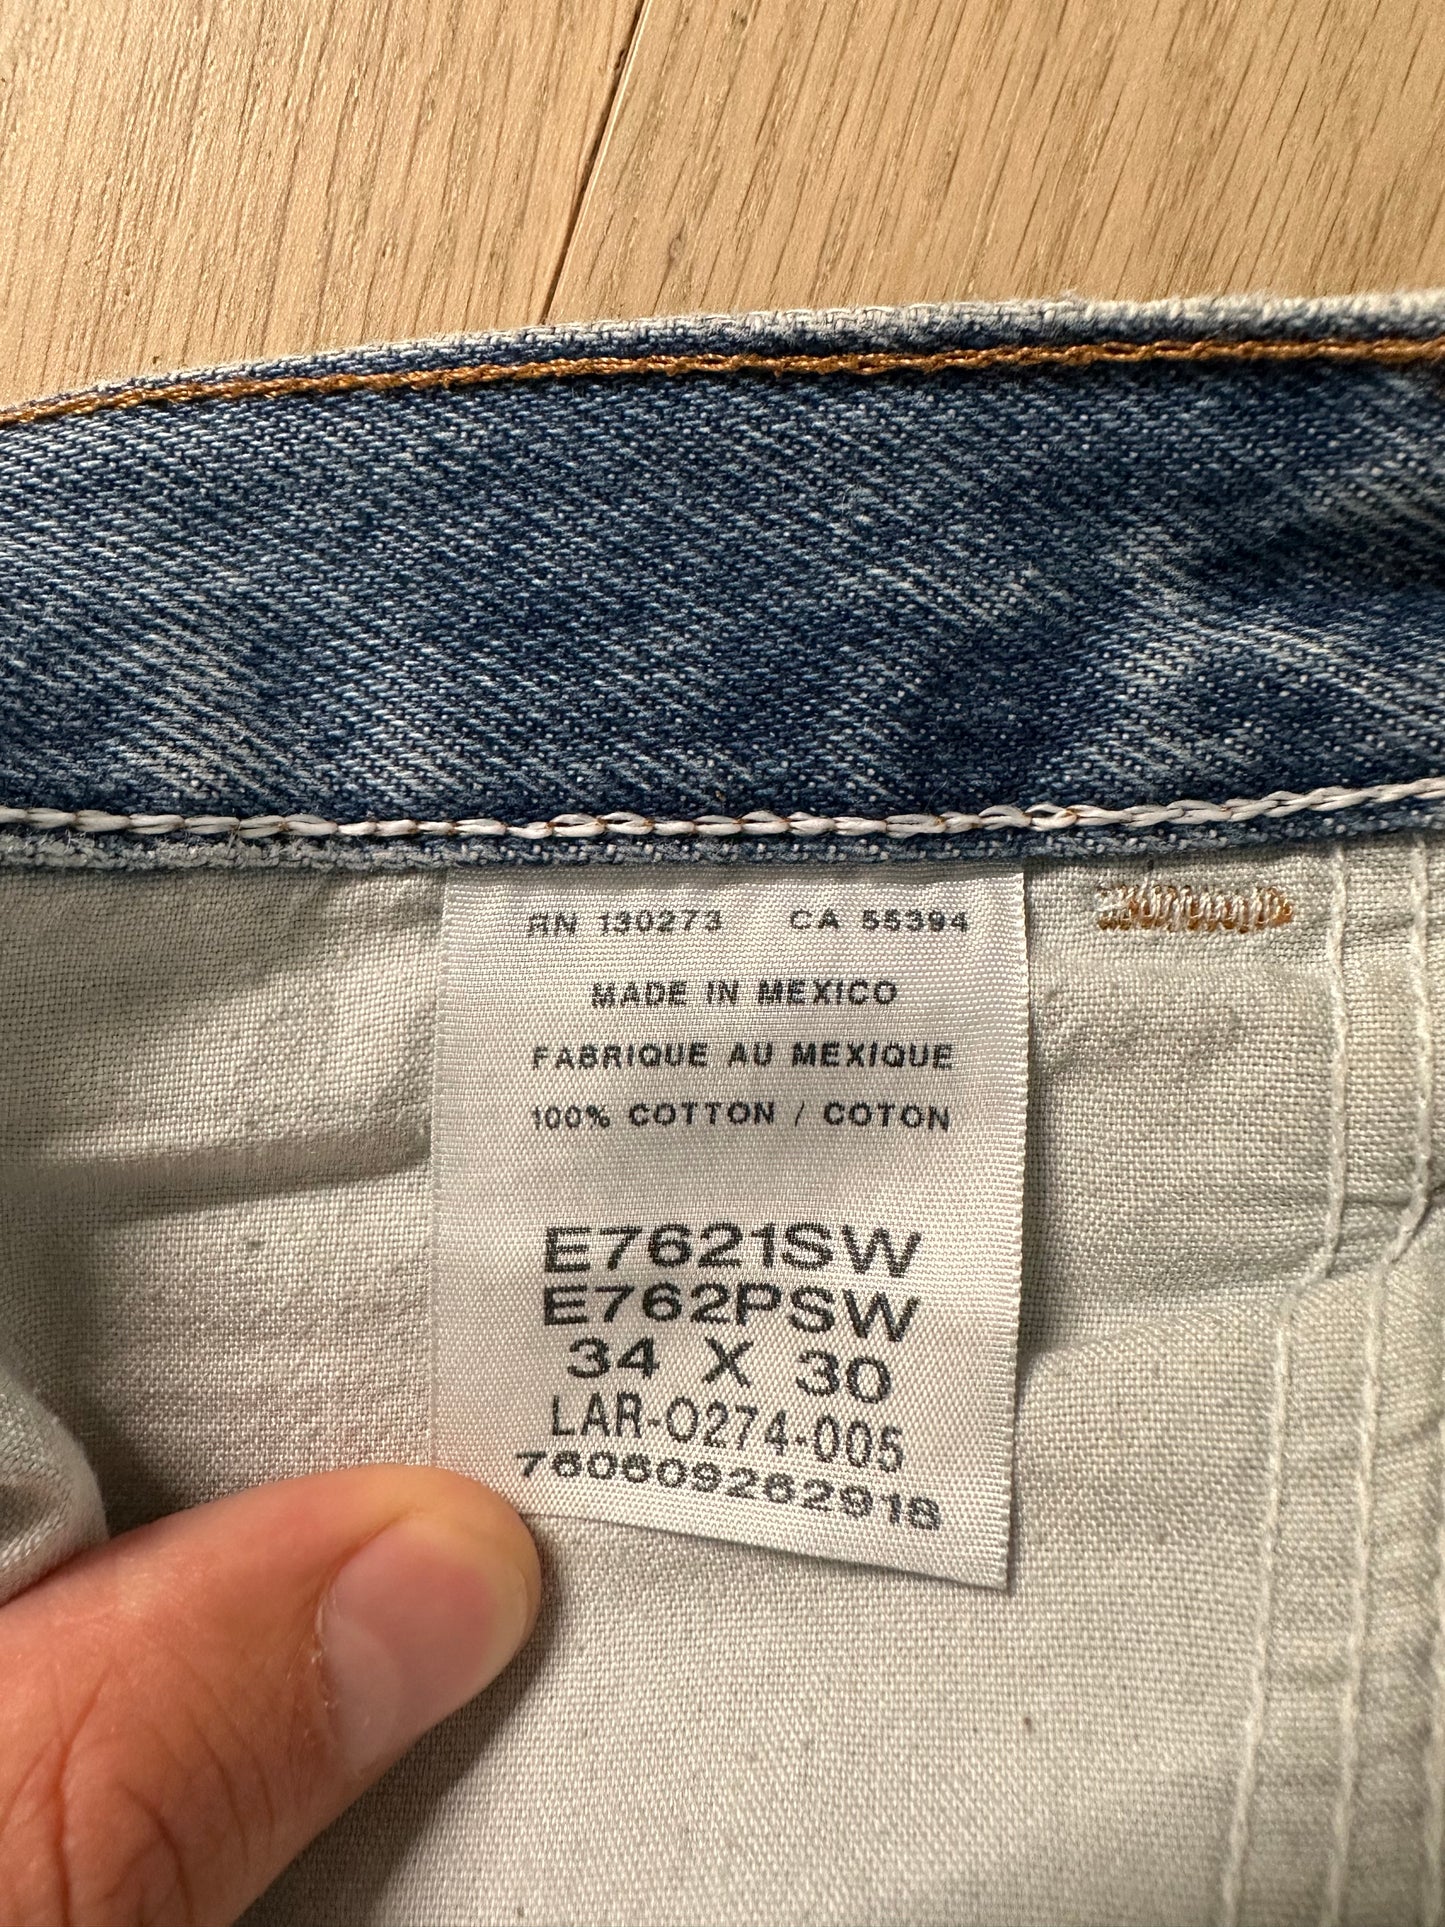 RN 130273 CA 55394
MADE IN MEXICO
FABRIQUE AU MEXIQUE
100% COTTON / COTON
E7621SW
E762PSW
34 X 30
LAR-0274-005
760609262918